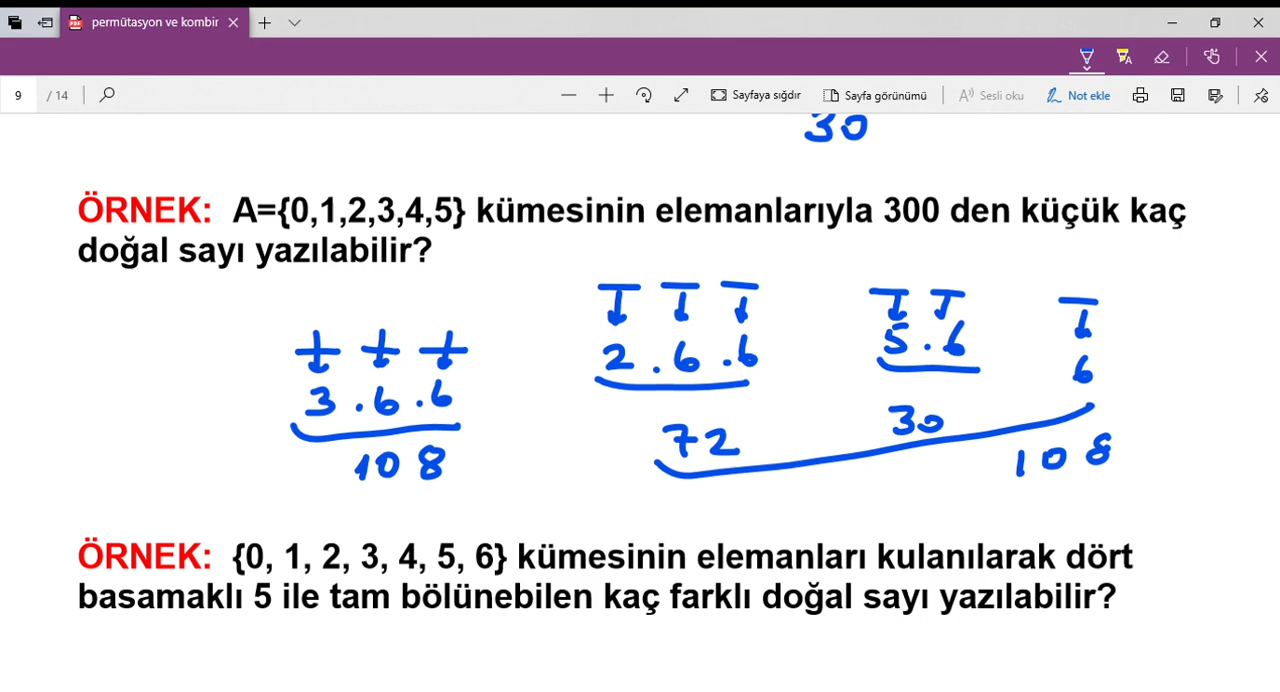 permütasyon ve kombir
9 / 14
Sayfaya sığdır
Sayfa görünümü
Sesli oku
Not ekle
30
ÖRNEK: A={0,1,2,3,4,5} kümesinin elemanlarıyla 300 den küçük kaç
doğal sayı yazılabilir?
3 . 6 . 6
108
2 . 6 . 6
72
5 . 6
30
6
108
ÖRNEK: {0, 1, 2, 3, 4, 5, 6} kümesinin elemanları kulanılarak dört
basamaklı 5 ile tam bölünebilen kaç farklı doğal sayı yazılabilir?